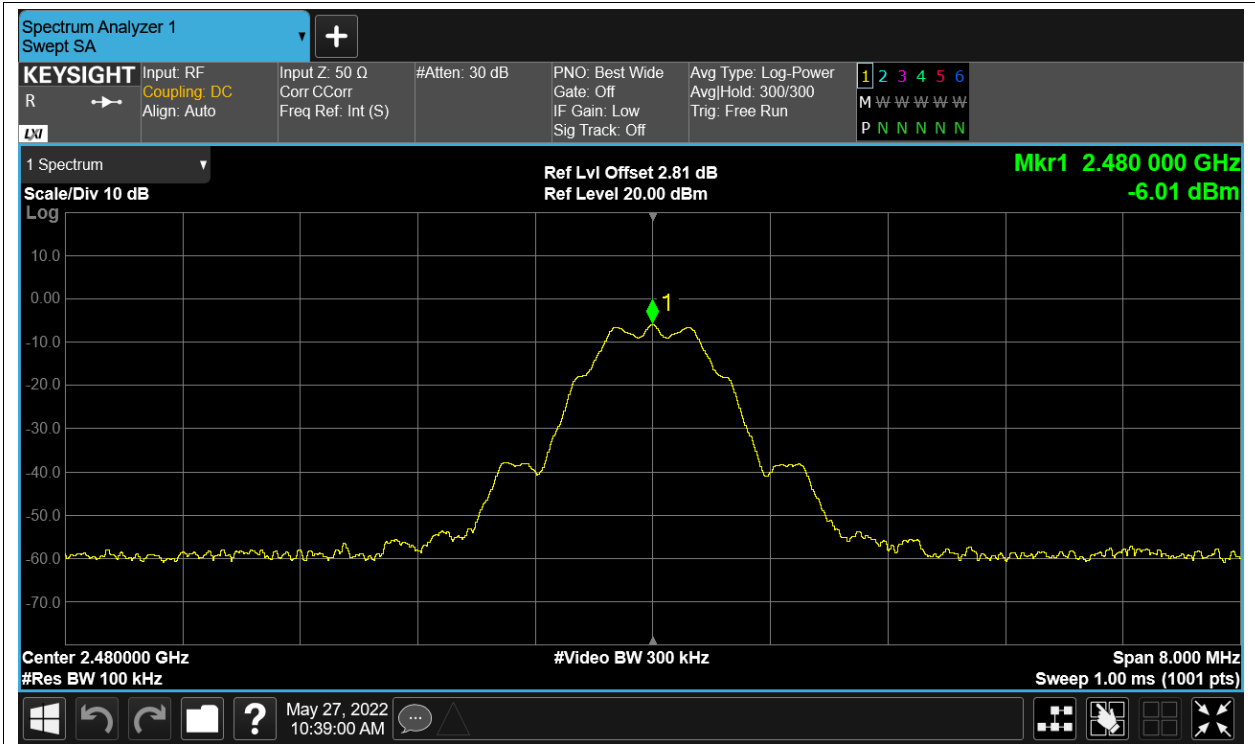 Spectrum Analyzer 1
Swept SA
KEYSIGHT
R
LXI
Input: RF
Coupling: DC
Align: Auto
Input Z: 50 Ω
Corr CCorr
Freq Ref: Int (S)
#Atten: 30 dB
PNO: Best Wide
Gate: Off
IF Gain: Low
Sig Track: Off
Avg Type: Log-Power
Avg|Hold: 300/300
Trig: Free Run
1 2 3 4 5 6
M W W W W W
P N N N N N
1 Spectrum
Scale/Div 10 dB
Log
Ref Lvl Offset 2.81 dB
Ref Level 20.00 dBm
Mkr1 2.480 000 GHz
-6.01 dBm
10.0
0.00
1
-10.0
-20.0
-30.0
-40.0
-50.0
-60.0
-70.0
Center 2.480000 GHz
#Res BW 100 kHz
#Video BW 300 kHz
Span 8.000 MHz
Sweep 1.00 ms (1001 pts)
?
May 27, 2022
10:39:00 AM